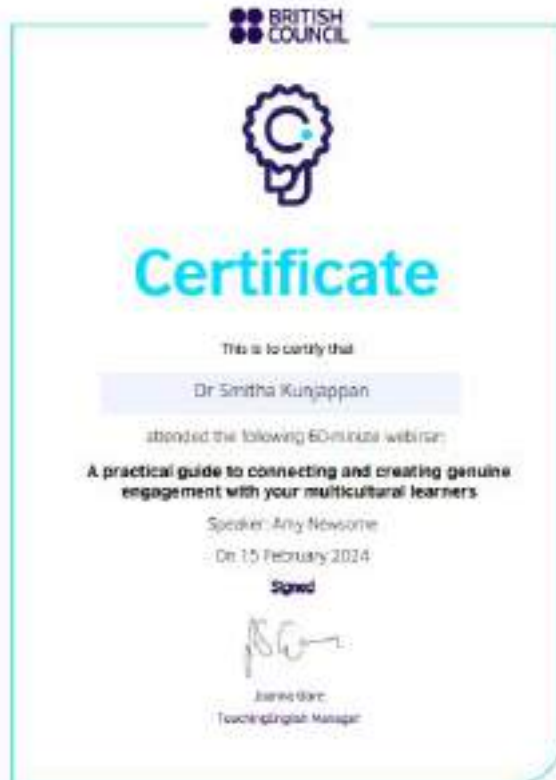 BRITISH
COUNCIL
Certificate
This is to certify that
Dr Smitha Kunjappan
attended the following 60-minute webinar:
A practical guide to connecting and creating genuine
engagement with your multicultural learners
Speaker: Amy Newsome
On 15 February 2024
Signed
TeachingEnglish Manager